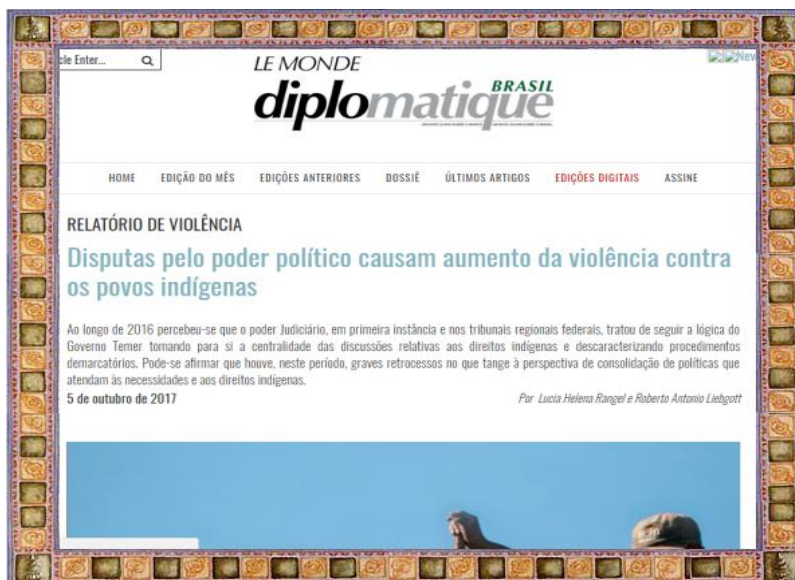 cle Enter...
LE MONDE
diplomatique
BRASIL
HOME EDIÇÃO DO MÊS EDIÇÕES ANTERIORES DOSSIÊ ÚLTIMOS ARTIGOS EDIÇÕES DIGITAIS ASSINE
RELATÓRIO DE VIOLÊNCIA
Disputas pelo poder político causam aumento da violência contra
os povos indígenas
Ao longo de 2016 percebeu-se que o poder Judiciário, em primeira instância e nos tribunais regionais federais, tratou de seguir a lógica do
Governo Temer tomando para si a centralidade das discussões relativas aos direitos indígenas e descaracterizando procedimentos
demarcatórios. Pode-se afirmar que houve, neste período, graves retrocessos no que tange à perspectiva de consolidação de políticas que
atendam às necessidades e aos direitos indígenas.
5 de outubro de 2017 Por Lucia Helena Rangel e Roberto Antonio Liebgott